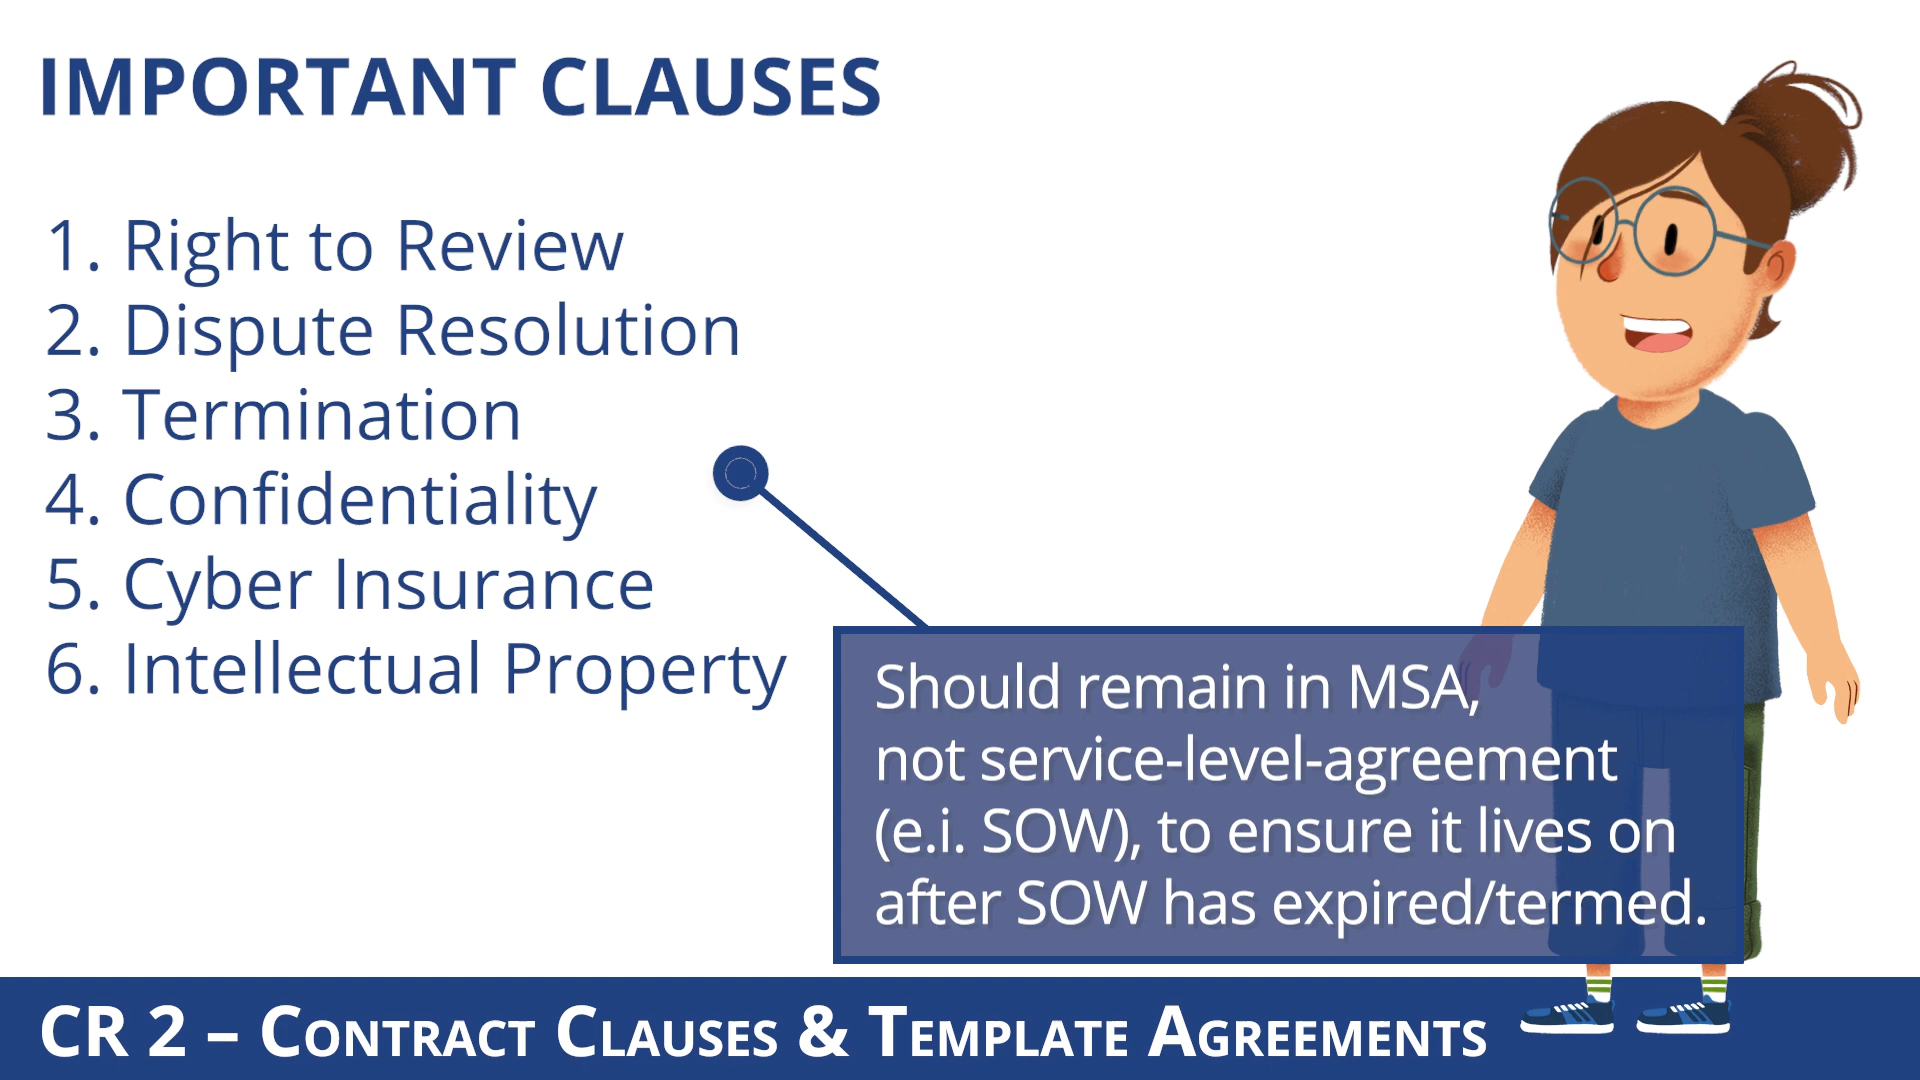 IMPORTANT CLAUSES
1. Right to Review
2. Dispute Resolution
3. Termination
4. Confidentiality
5. Cyber Insurance
6. Intellectual Property
Should remain in MSA,
not service-level-agreement
(e.i. SOW), to ensure it lives on
after SOW has expired/termed.
CR 2 – Contract Clauses & Template Agreements